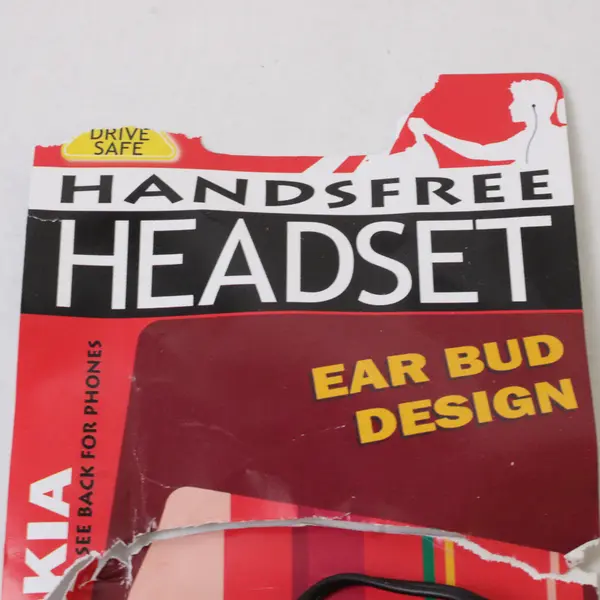 DRIVE
SAFE
HANDSFREE
HEADSET
EAR BUD
DESIGN
KIA
SEE BACK FOR PHONES